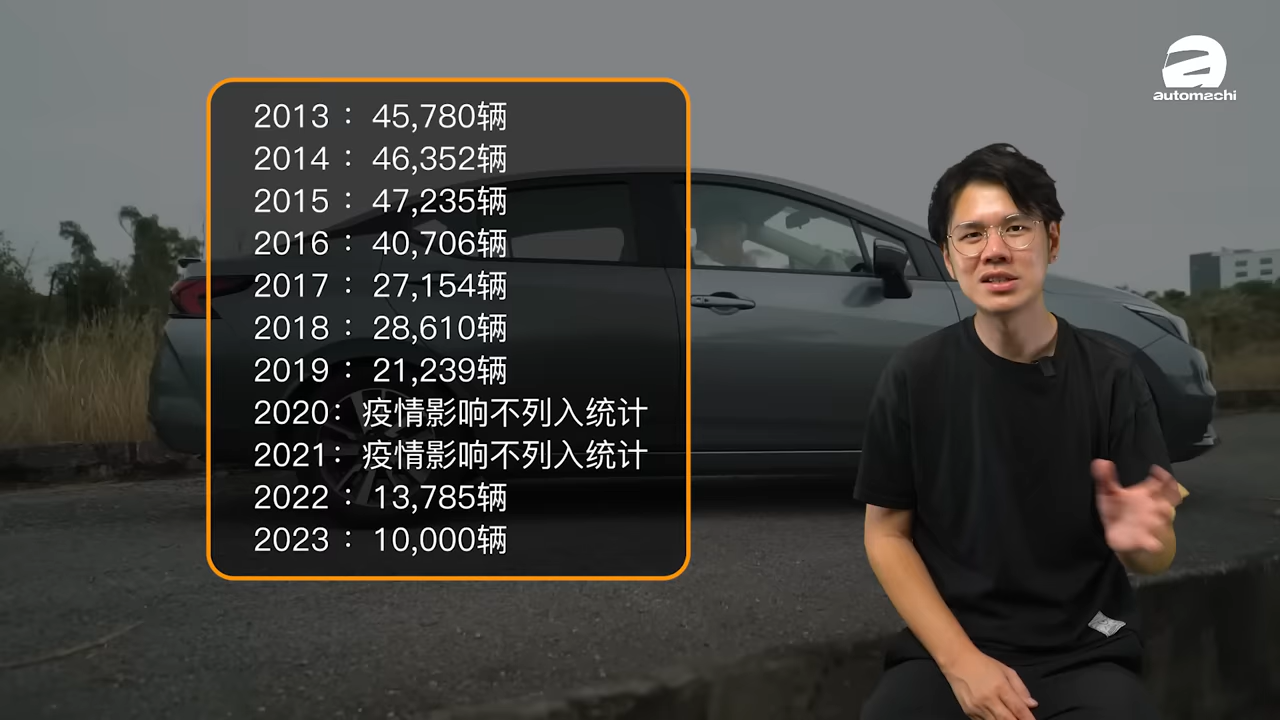 automachi
2013：45,780辆
2014：46,352辆
2015：47,235辆
2016：40,706辆
2017：27,154辆
2018：28,610辆
2019：21,239辆
2020：疫情影响不列入统计
2021：疫情影响不列入统计
2022：13,785辆
2023：10,000辆